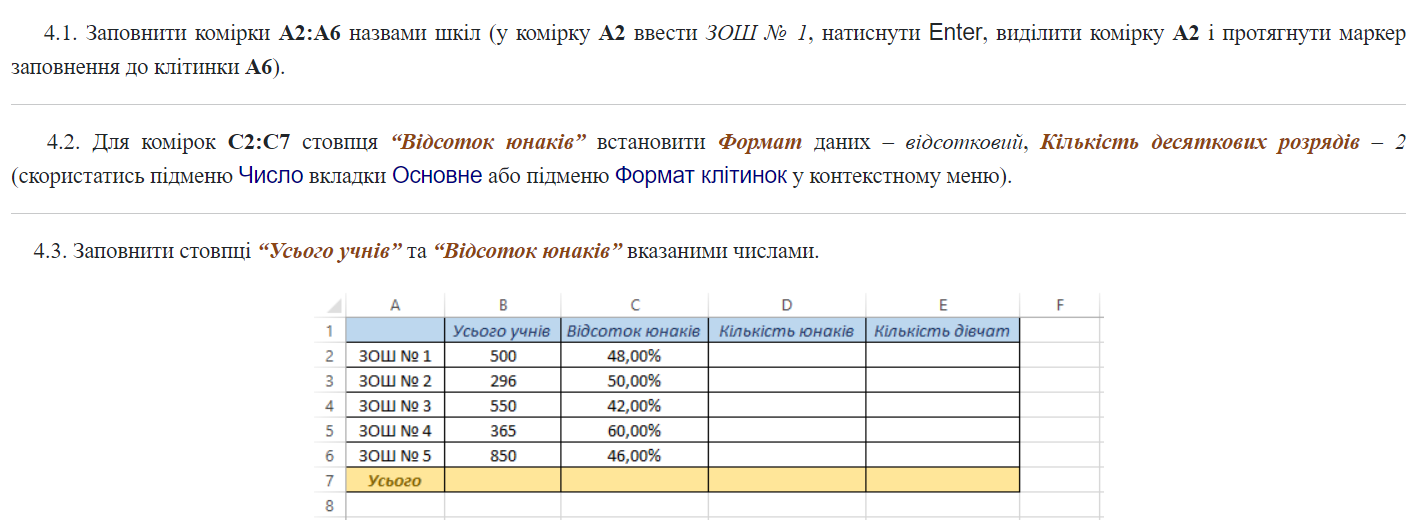 4.1. Заповнити комірки A2:A6 назвами шкіл (у комірку A2 ввести ЗОШ № 1, натиснути Enter, виділити комірку A2 і протягнути маркер
заповнення до клітинки A6).
4.2. Для комірок C2:C7 стовпця “Відсоток юнаків” встановити Формат даних – відсотковий, Кількість десяткових розрядів – 2
(скористатись підменю Число вкладки Основне або підменю Формат клітинок у контекстному меню).
4.3. Заповнити стовпці “Усього учнів” та “Відсоток юнаків” вказаними числами.
A B C D E F
1 Усього учнів Відсоток юнаків Кількість юнаків Кількість дівчат
2 ЗОШ № 1 500 48,00%
3 ЗОШ № 2 296 50,00%
4 ЗОШ № 3 550 42,00%
5 ЗОШ № 4 365 60,00%
6 ЗОШ № 5 850 46,00%
7 Усього
8